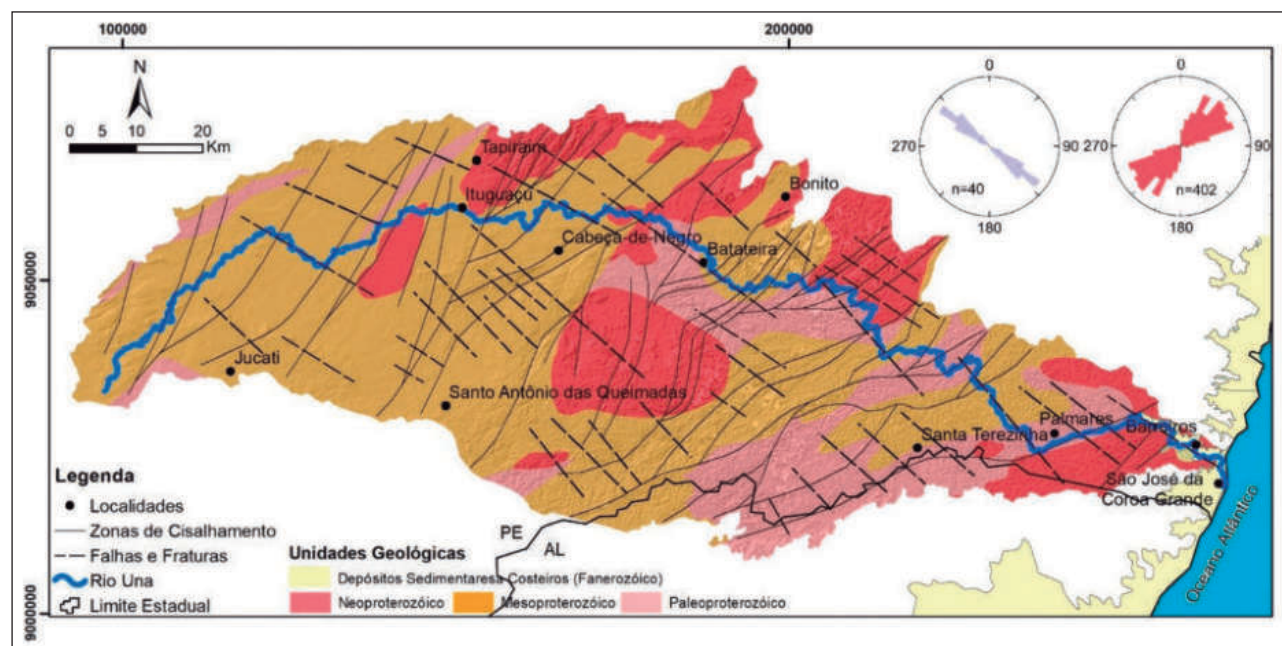 100000
200000
N
0 5 10 20
Km
0
270
90
n=40
180
0
270
90
n=402
180
Tapiraim
Ituguaçú
Bonito
Cabeça-de-Negro
Batateira
905000
Jucati
Santo Antônio das Queimadas
Palmares
Barreiros
Santa Terezinha
São José da
Coroa Grande
Oceano Atlântico
PE
AL
900000
Legenda
Localidades
Zonas de Cisalhamento
Falhas e Fraturas
Rio Una
Limite Estadual
Unidades Geológicas
Depósitos Sedimentaresa Costeiros (Fanerozóico)
Neoproterozóico
Mesoproterozóico
Paleoproterozóico